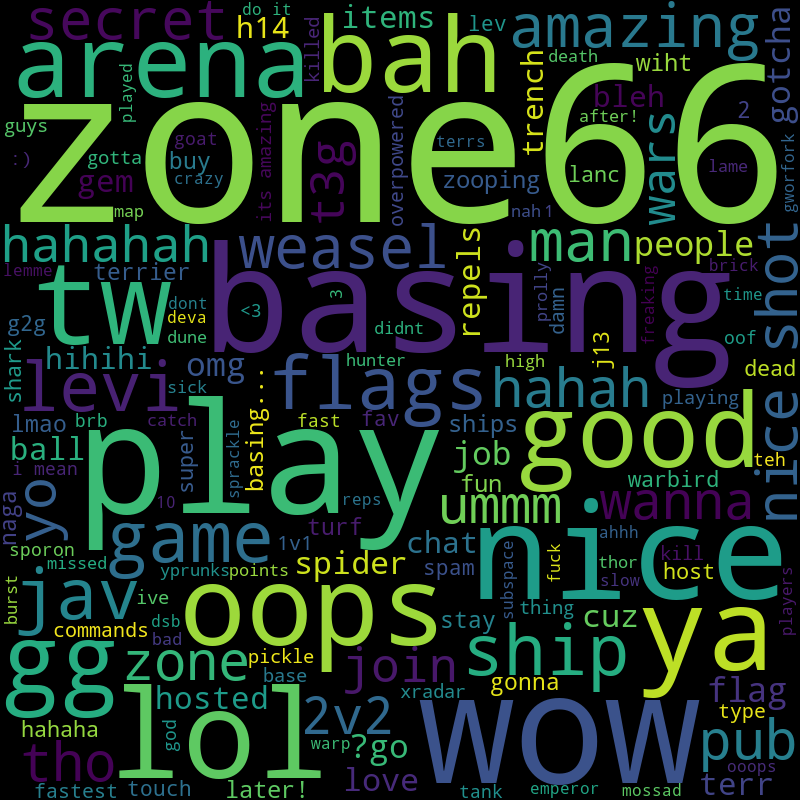 do it
secret
h14
items
lev
amazing
gotcha
arena
killed
bah
death
wiht
trench
bleh
2
played
zone66
guys
:)
gotta
goat
buy
crazy
gem
map
its amazing
t3g
overpowered
terrs
zooping
after!
lanc
wars
lame
gworfork
nah
1
hahahah
weasel
repels
man
people
lemme
terrier
tw
basing
prolly
damn
freaking
brick
time
shot
dont
deva
dune
<3
3
didnt
g2g
shark
hihihi
omg
hunter
high
j13
oof
dead
levi
sick
flags
hahah
playing
nice
lmao
brb
catch
fast
fav
ships
good
ball
super
sprackle
basing...
play
job
teh
i mean
fun
warbird
naga
yo
10
reps
ummm
wanna
game
turf
nice
sporon
missed
1v1
chat
subspace
ahhh
spider
spam
fuck
thor
kill
host
slow
players
burst
jav
yprunks
points
ive
oops
thing
cuz
ya
dsb
stay
commands
bad
gg
zone
pickle
join
ship
base
gonna
flag
hosted
xradar
lol
2v2
wow
type
hahaha
god
warp
?go
pub
tho
ooops
love
terr
fastest
touch
later!
tank
emperor
mossad